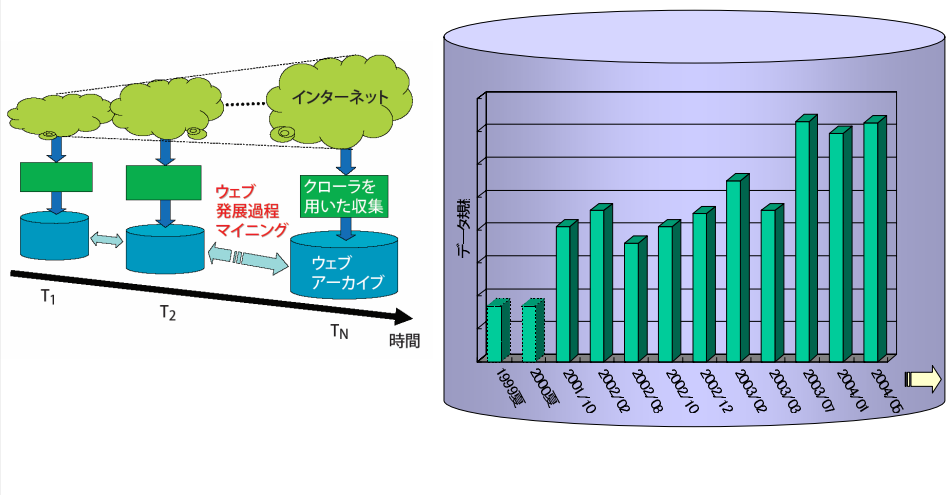 インターネット
クローラを
用いた収集
ウェブ
発展過程
マイニング
ウェブ
アーカイブ
T1
T2
TN
時間
データ規模
1999夏
2000夏
2001/10
2002/02
2002/08
2002/10
2002/12
2003/02
2003/03
2003/07
2004/01
2004/05